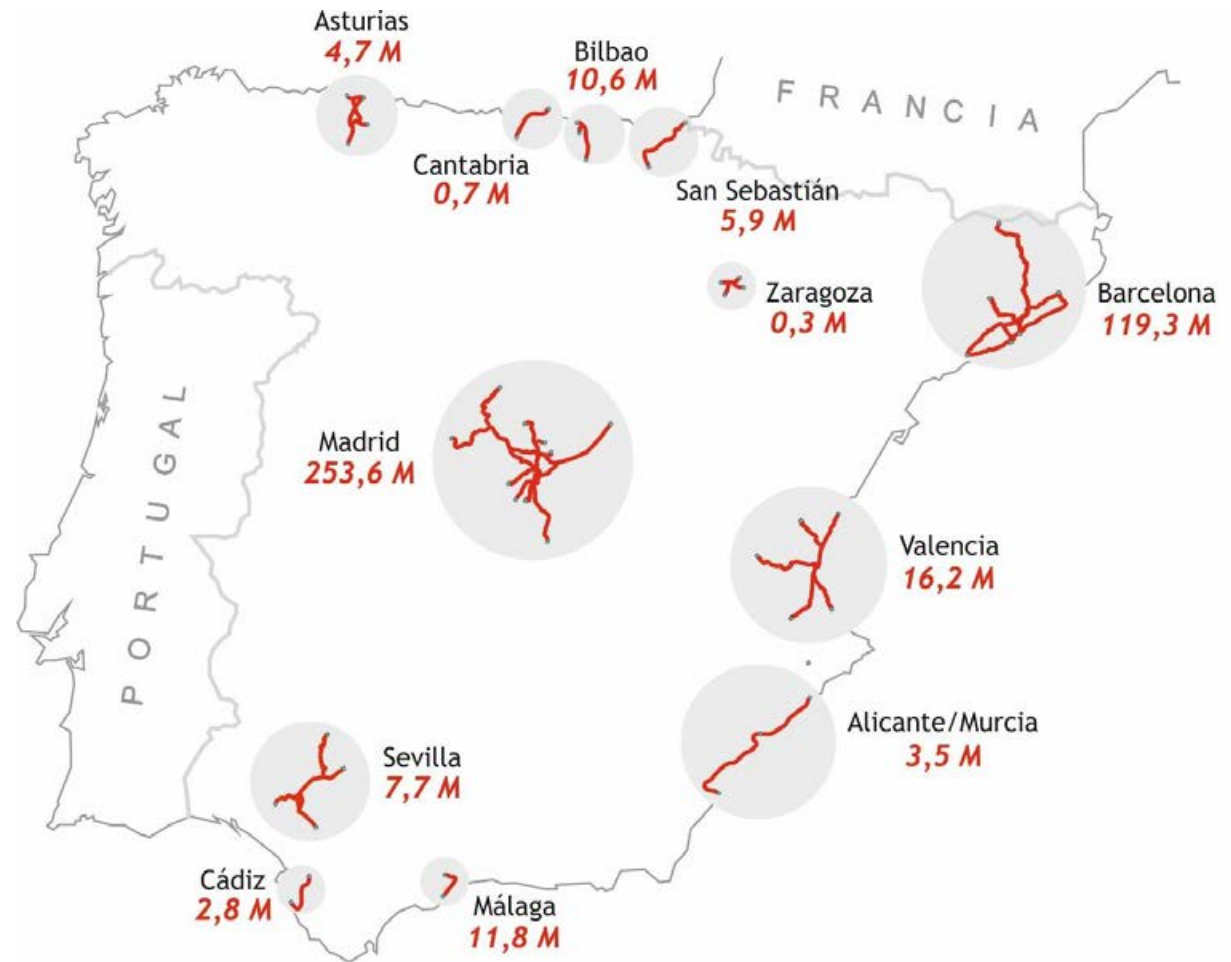 Asturias
4,7 M
Bilbao
10,6 M
FRANCIA
Cantabria
0,7 M
San Sebastián
5,9 M
Zaragoza
0,3 M
Barcelona
119,3 M
PORTUGAL
Madrid
253,6 M
Valencia
16,2 M
Alicante/Murcia
3,5 M
Sevilla
7,7 M
Cádiz
2,8 M
Málaga
11,8 M